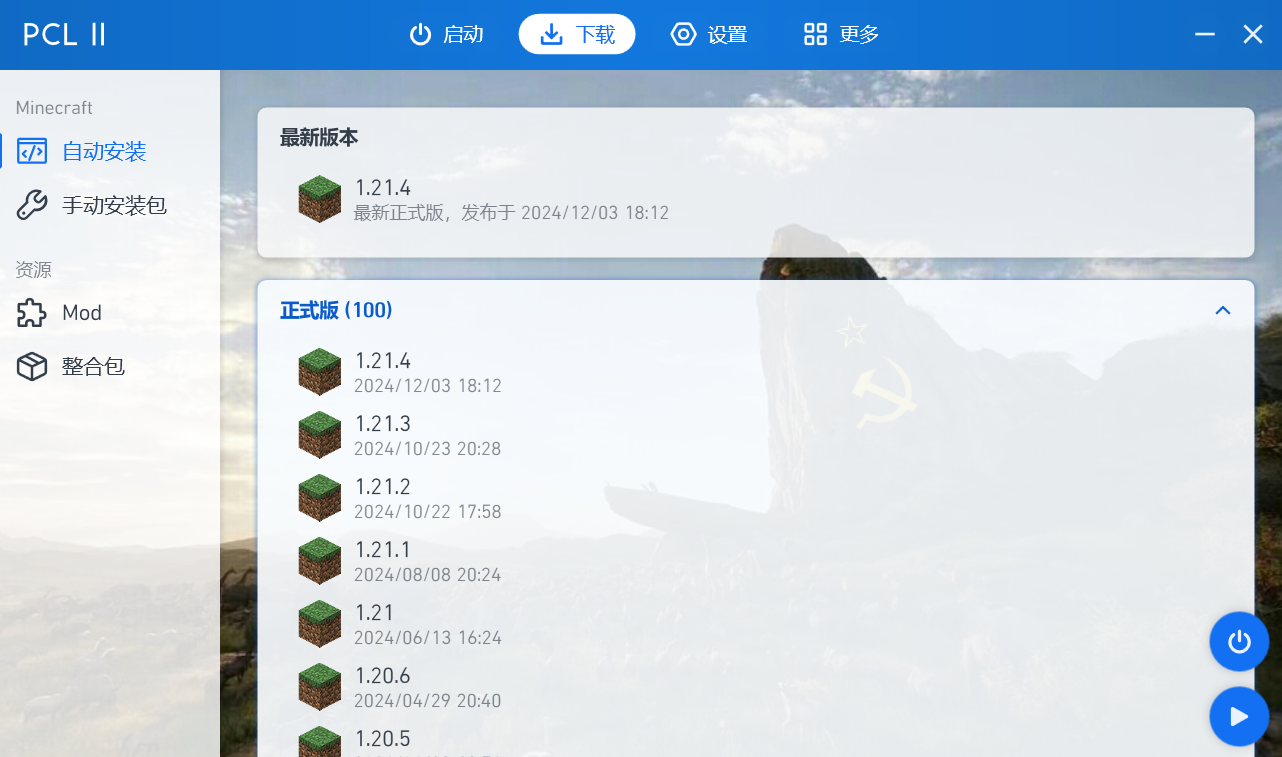 PCL II
启动
下载
设置
更多
Minecraft
自动安装
手动安装包
资源
Mod
整合包
最新版本
1.21.4
最新正式版，发布于 2024/12/03 18:12
正式版 (100)
1.21.4
2024/12/03 18:12
1.21.3
2024/10/23 20:28
1.21.2
2024/10/22 17:58
1.21.1
2024/08/08 20:24
1.21
2024/06/13 16:24
1.20.6
2024/04/29 20:40
1.20.5